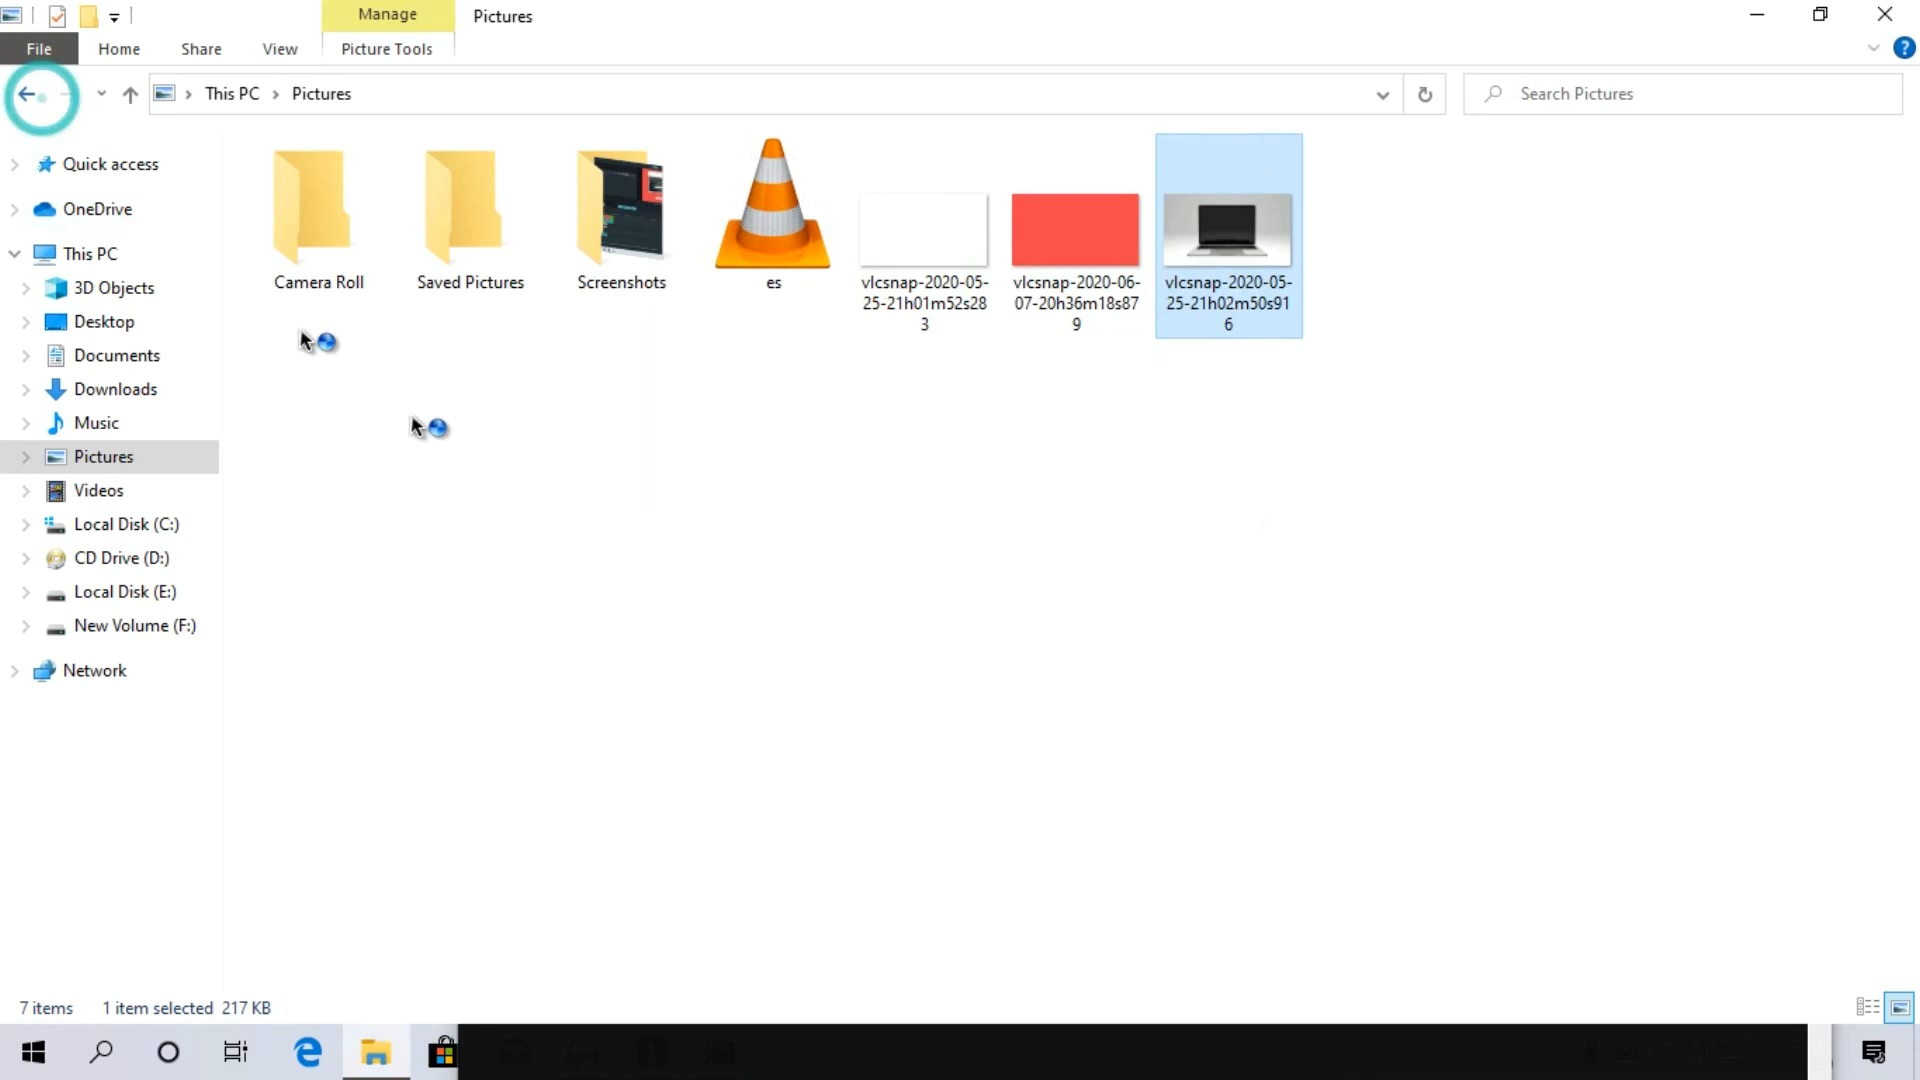 Manage
Pictures
File
Home
Share
View
Picture Tools
This PC
Pictures
Search Pictures
Quick access
OneDrive
This PC
3D Objects
Desktop
Documents
Downloads
Music
Pictures
Videos
Local Disk (C:)
CD Drive (D:)
Local Disk (E:)
New Volume (F:)
Network
Camera Roll
Saved Pictures
Screenshots
es
vlcsnap-2020-05-
25-21h01m52s28
3
vlcsnap-2020-06-
07-20h36m18s87
9
vlcsnap-2020-05-
25-21h02m50s91
6
7 items
1 item selected 217 KB